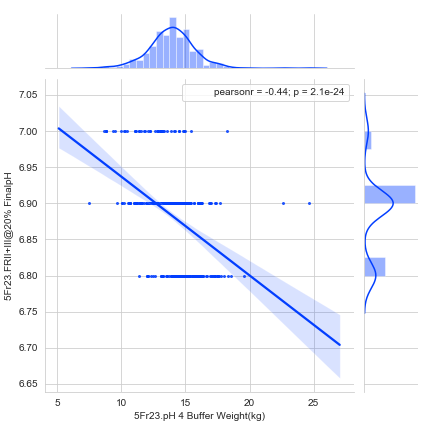 pearsonr = -0.44; p = 2.1e-24
7.05
7.00
6.95
6.90
6.85
6.80
6.75
6.70
6.65
5Fr23.FRII+III@20% FinalpH
5 10 15 20 25
5Fr23.pH 4 Buffer Weight(kg)